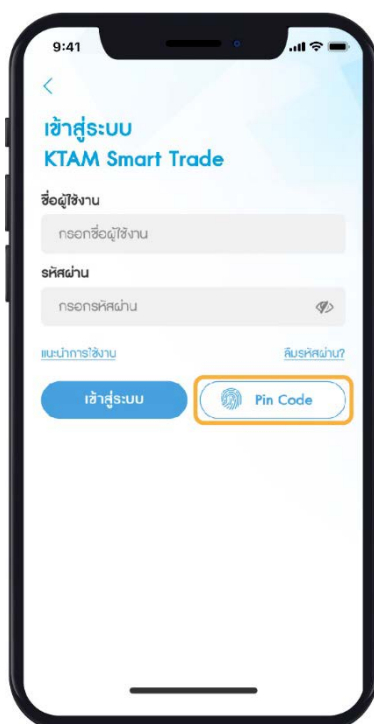 9:41
เข้าสู่ระบบ
KTAM Smart Trade
ชื่อผู้ใช้งาน
กรอกชื่อผู้ใช้งาน
รหัสผ่าน
กรอกรหัสผ่าน
แนะนำการใช้งาน ลืมรหัสผ่าน?
เข้าสู่ระบบ Pin Code